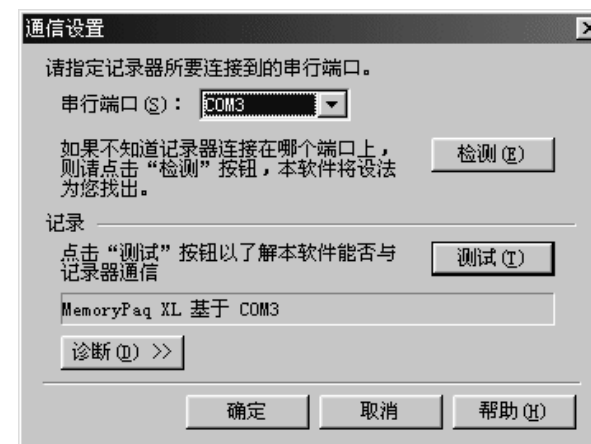 通信设置
请指定记录器所要连接到的串行端口。
串行端口(S)： COM3
如果不知道记录器连接在哪个端口上，
则请点击“检测”按钮，本软件将设法
为您找出。
检测(E)
记录
点击“测试”按钮以了解本软件能否与
记录器通信
测试(T)
MemoryPaq XL 基于 COM3
诊断(D) >>
确定 取消 帮助(H)